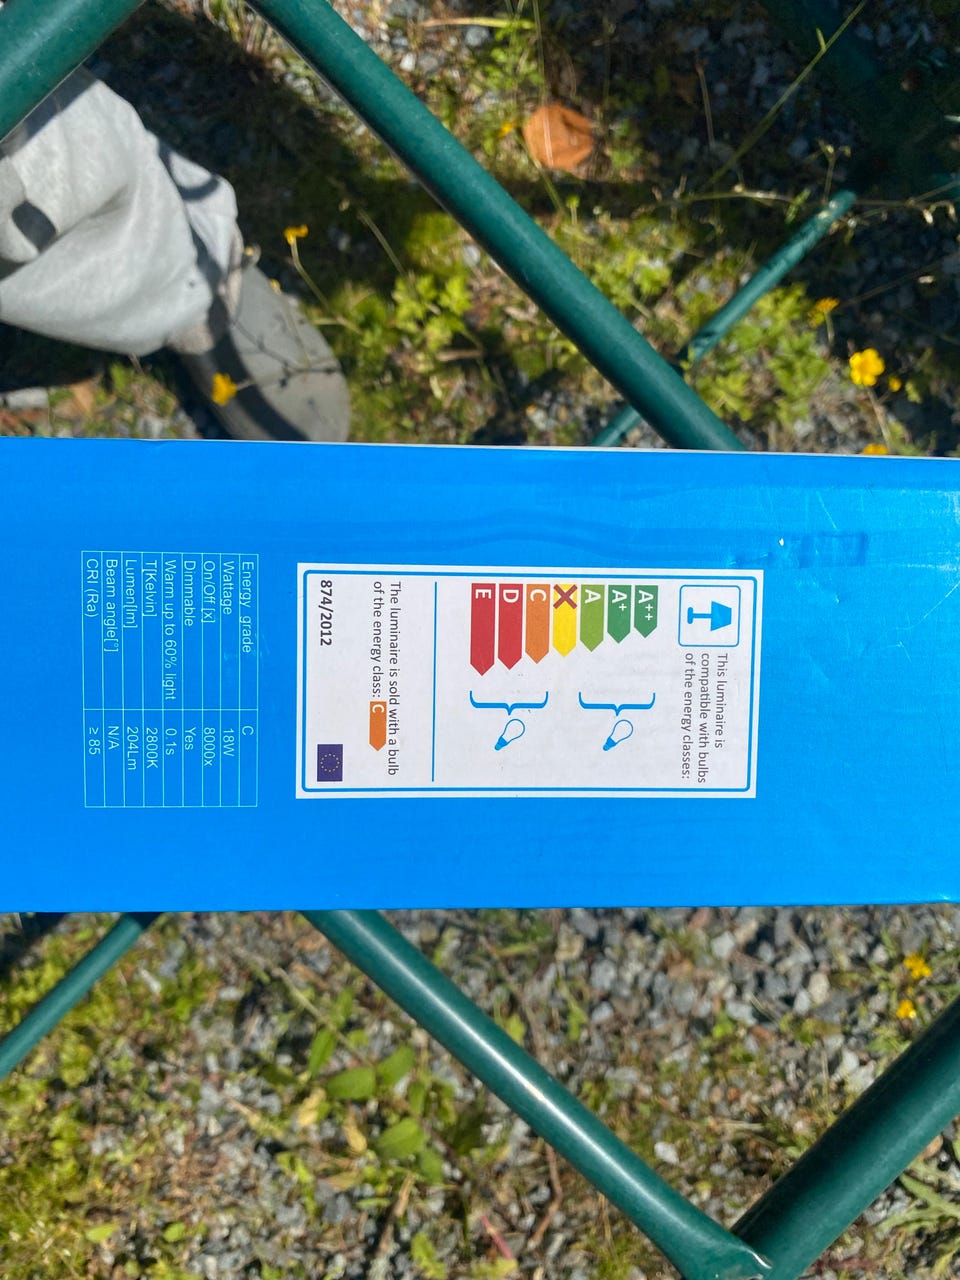 This luminaire is
compatible with bulbs
of the energy classes:
A++
A+
A
C
D
E
The luminaire is sold with a bulb
of the energy class: C
874/2012
Energy grade C
Wattage 18W
On/Off [x] 8000x
Dimmable Yes
Warm up to 60% light 0.1s
T[Kelvin] 2800K
Lumen[lm] 204Lm
Beam angle[°] N/A
CRI (Ra) ≥ 85